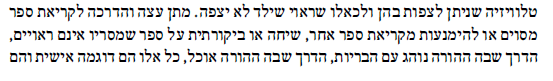 טלוויזיה שניתן לצפות בהן ולכאלו שראוי שילד לא יצפה. מתן עצה והדרכה לקריאת ספר
מסוים או להימנעות מקריאת ספר אחר, שיחה או ביקורתית על ספר שמסריו אינם ראויים,
הדרך שבה ההורה נוהג עם הבריות, הדרך שבה ההורה אוכל, כל אלו הם דוגמה אישית והם